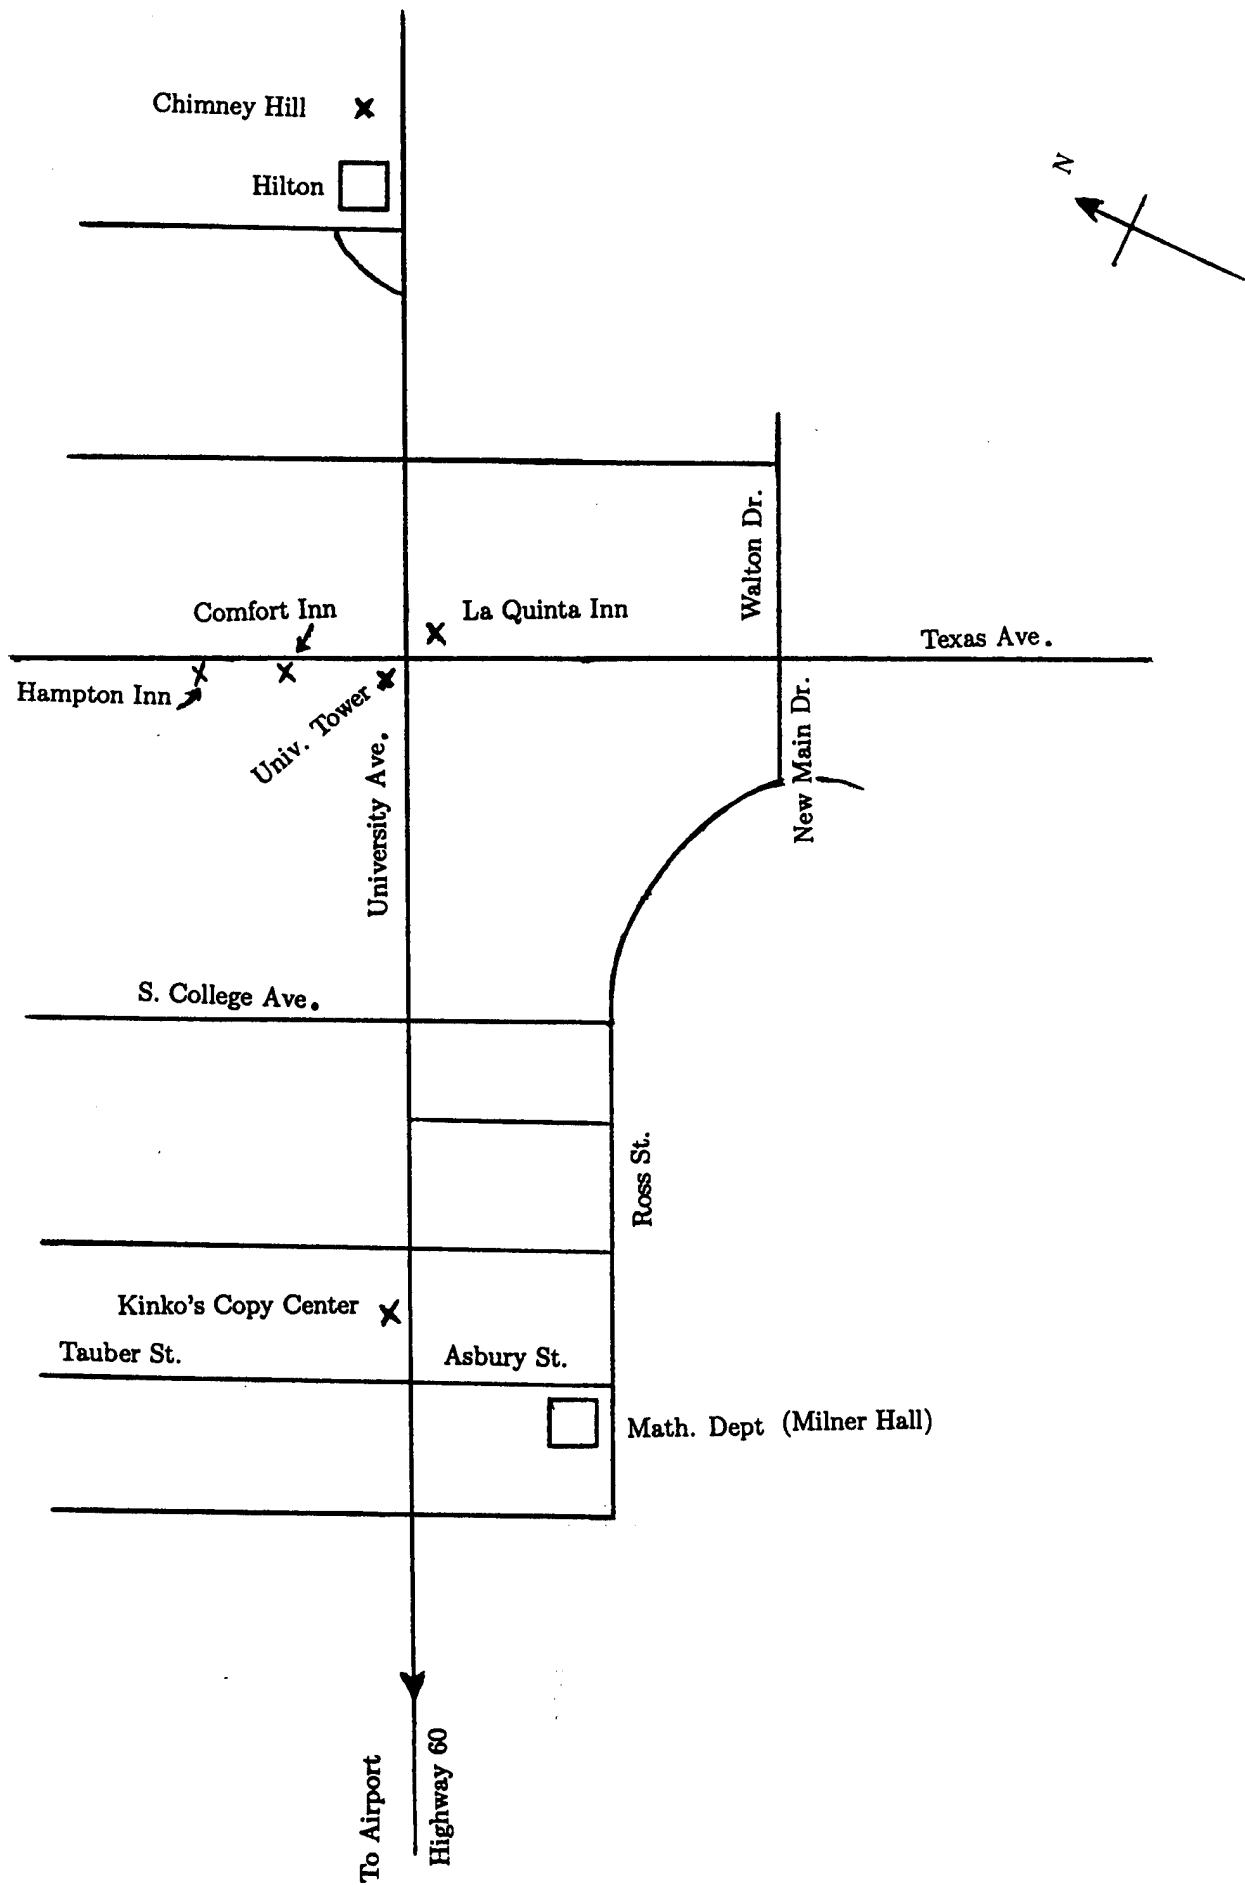 Chimney Hill
N
Hilton
Walton Dr.
Comfort Inn
La Quinta Inn
Texas Ave.
Hampton Inn
Univ. Tower
New Main Dr.
University Ave.
S. College Ave.
Ross St.
Kinko's Copy Center
Tauber St.
Asbury St.
Math. Dept (Milner Hall)
To Airport
Highway 60